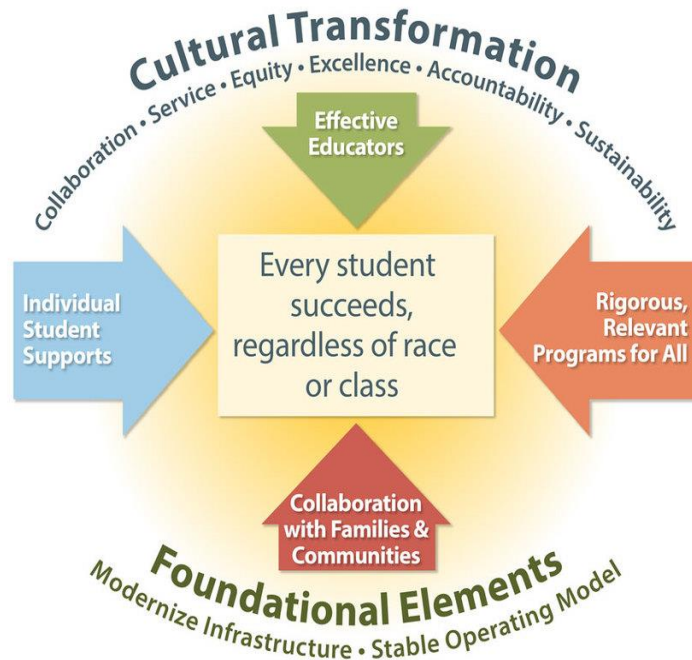 Cultural Transformation
Collaboration • Service • Equity • Excellence • Accountability • Sustainability
Effective
Educators
Individual
Student
Supports
Every student
succeeds,
regardless of race
or class
Rigorous,
Relevant
Programs for All
Collaboration
with Families &
Communities
Foundational Elements
Modernize Infrastructure • Stable Operating Model